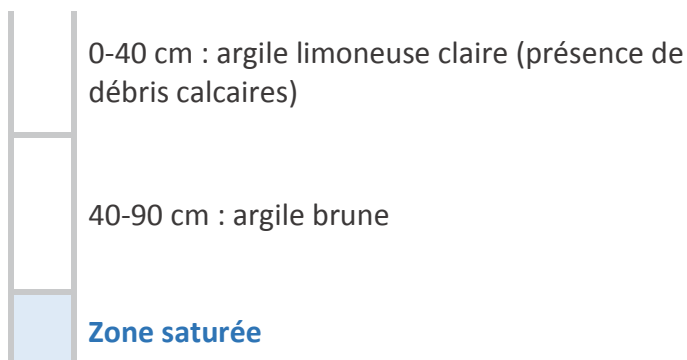 0-40 cm : argile limoneuse claire (présence de
débris calcaires)
40-90 cm : argile brune
Zone saturée